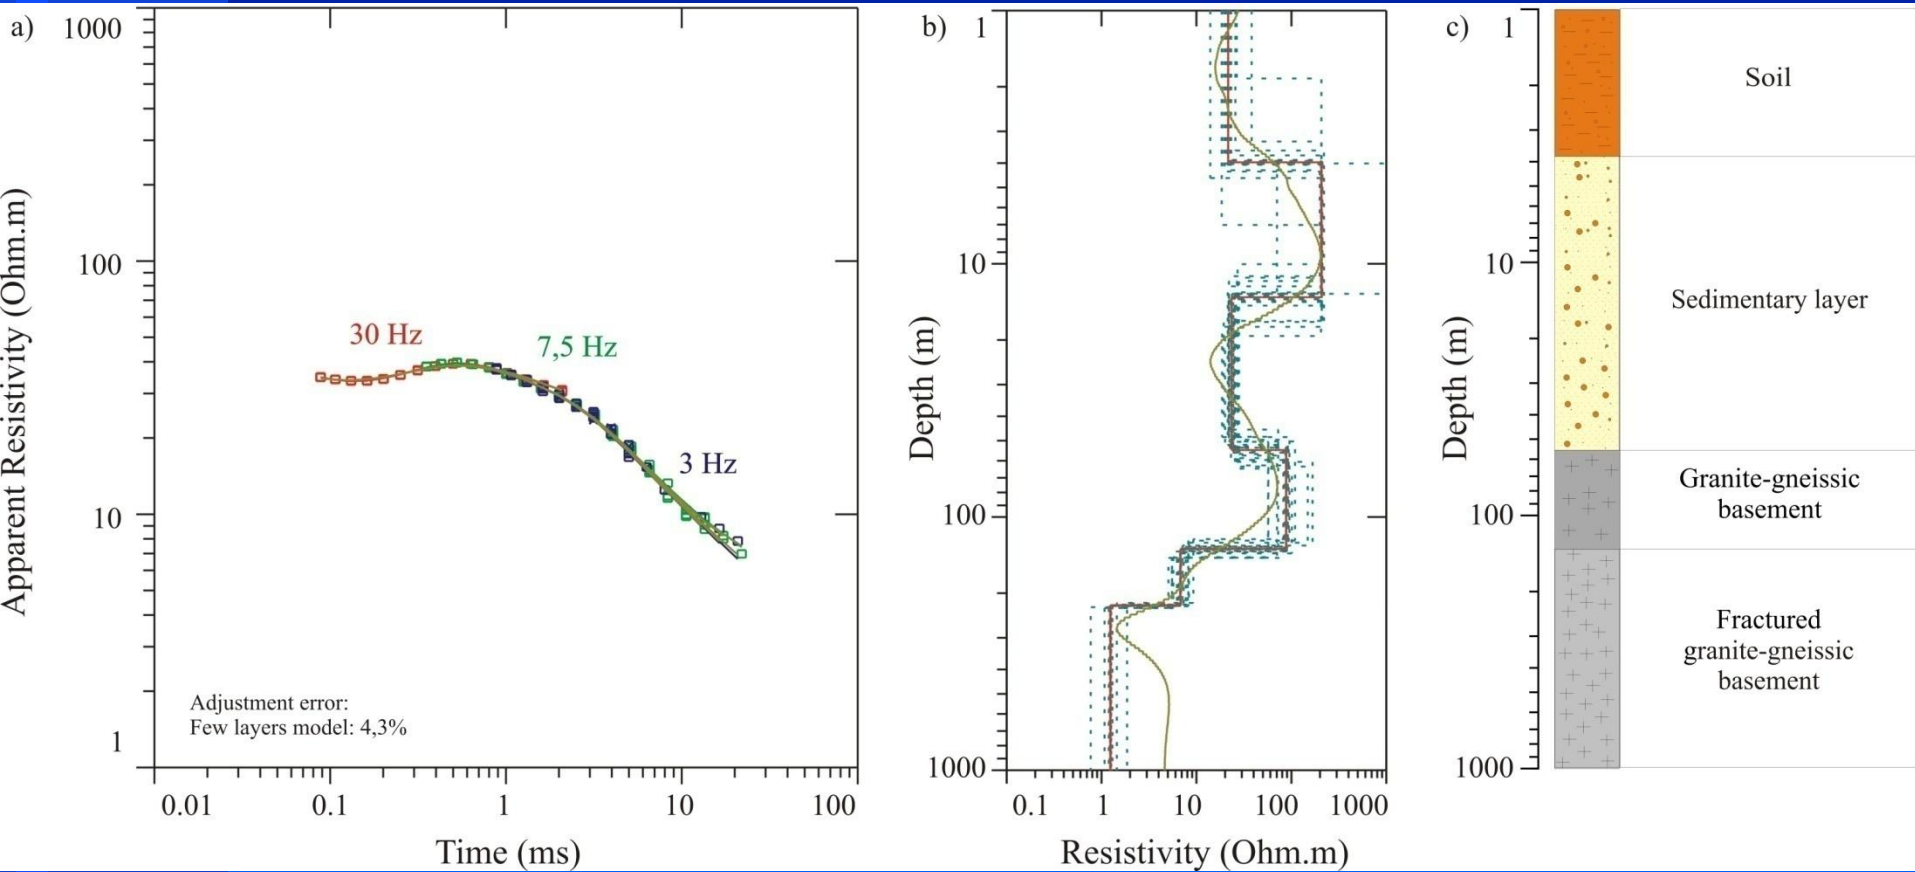 a)
1000
100
10
1
Apparent Resistivity (Ohm.m)
30 Hz
7,5 Hz
3 Hz
Adjustment error:
Few layers model: 4,3%
0.01 0.1 1 10 100
Time (ms)
b)
1
10
100
1000
Depth (m)
0.1 1 10 100 1000
Resistivity (Ohm.m)
c)
1
10
100
1000
Depth (m)
Soil
Sedimentary layer
Granite-gneissic
basement
Fractured
granite-gneissic
basement